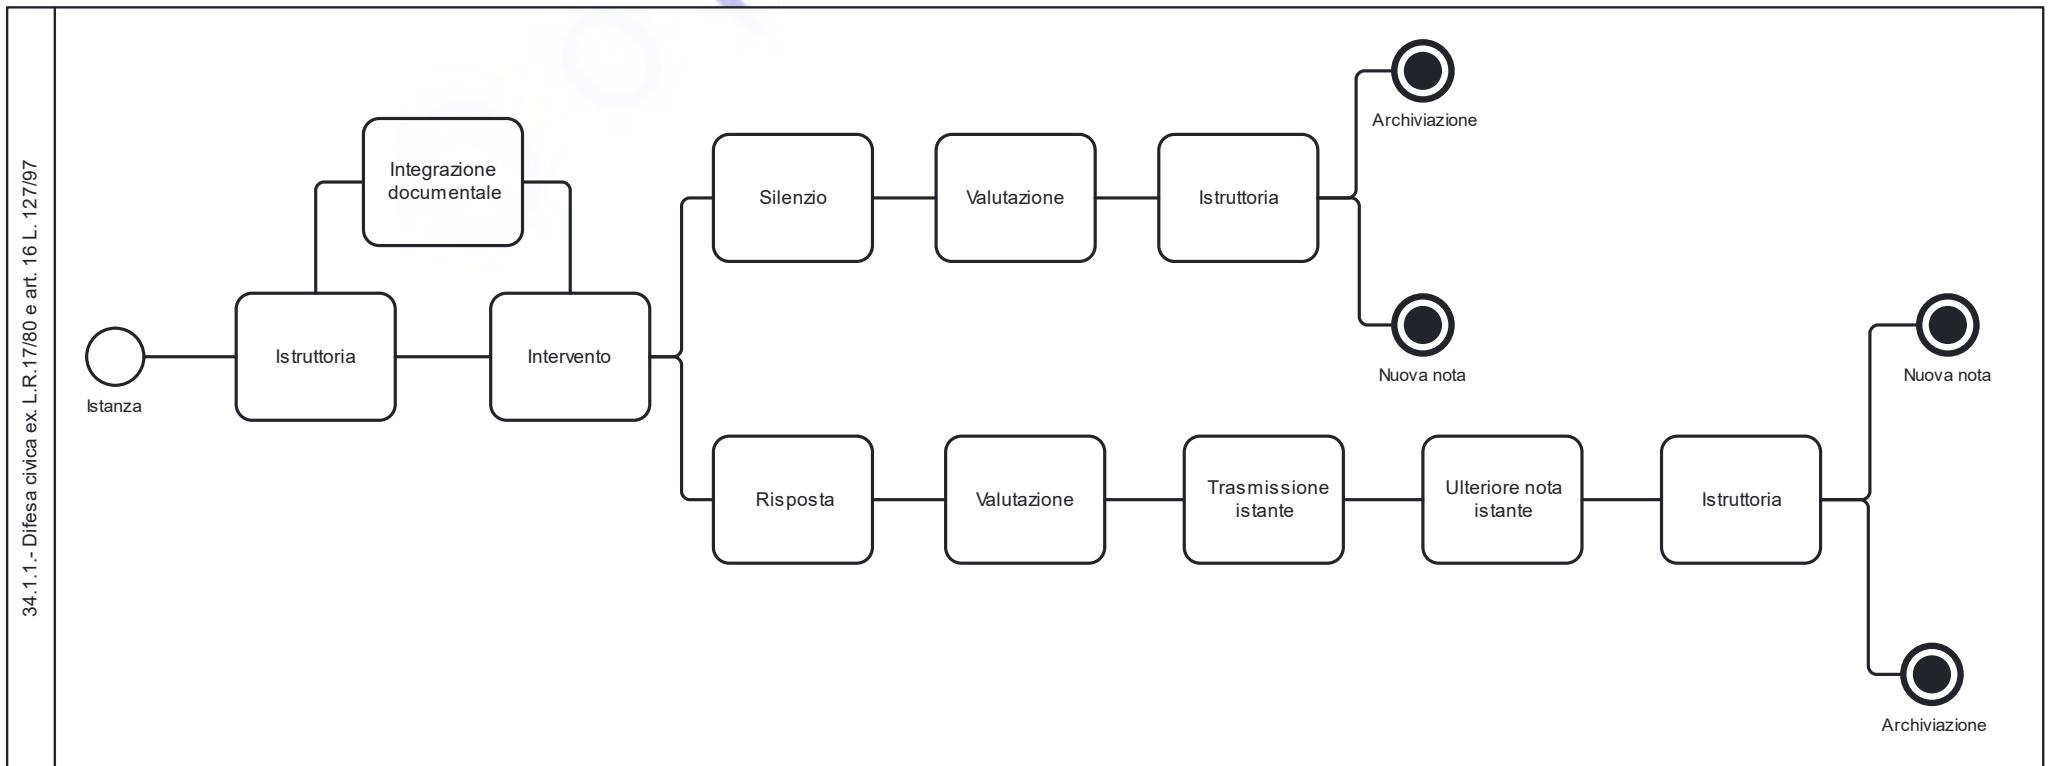 34.1.1.- Difesa civica ex. L.R.17/80 e art. 16 L. 127/97
Istanza
Istruttoria
Integrazione
documentale
Intervento
Silenzio
Valutazione
Istruttoria
Archiviazione
Nuova nota
Risposta
Valutazione
Trasmissione
istante
Ulteriore nota
istante
Istruttoria
Nuova nota
Archiviazione